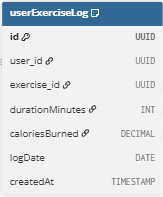 userExerciseLog
id UUID
user_id UUID
exercise_id UUID
durationMinutes INT
caloriesBurned DECIMAL
logDate DATE
createdAt TIMESTAMP